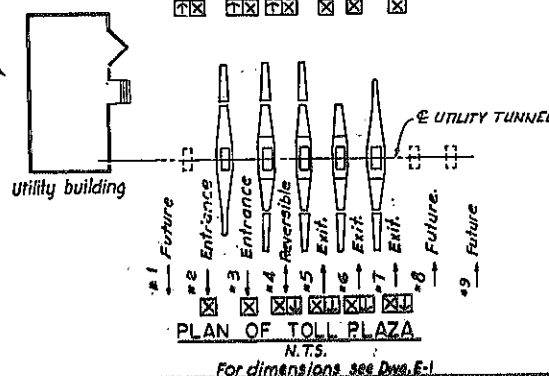 ℄ UTILITY TUNNEL
Utility building
#1 Future
#2 Entrance
#3 Entrance
#4 Reversible
#5 Exit.
#6 Exit.
#7 Exit.
#8 Future.
#9 Future
PLAN OF TOLL PLAZA
N.T.S.
For dimensions see Dwg. E-1